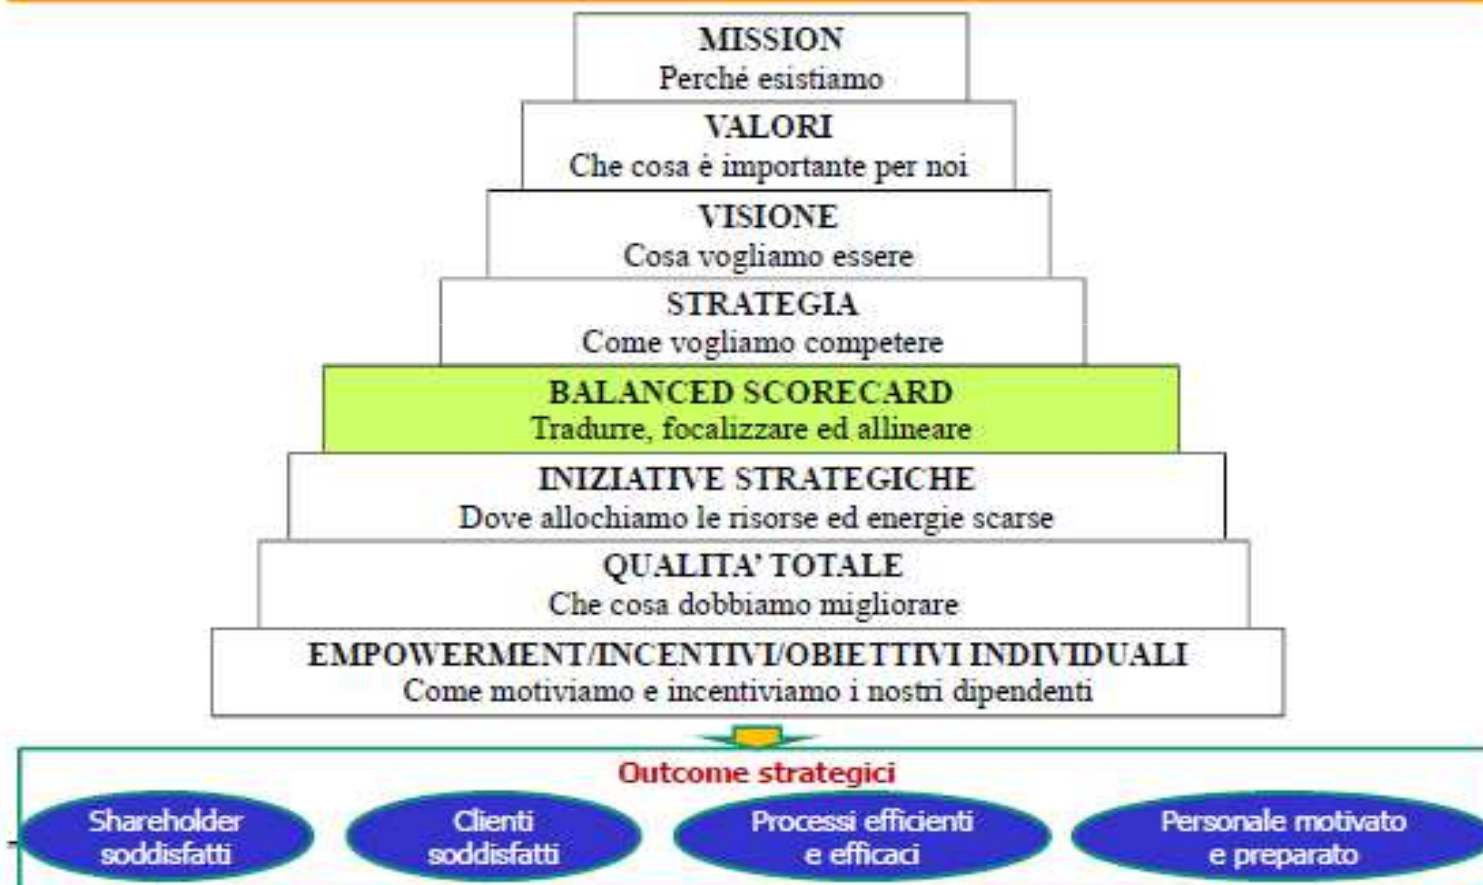 MISSION
Perché esistiamo
VALORI
Che cosa è importante per noi
VISIONE
Cosa vogliamo essere
STRATEGIA
Come vogliamo competere
BALANCED SCORECARD
Tradurre, focalizzare ed allineare
INIZIATIVE STRATEGICHE
Dove allochiamo le risorse ed energie scarse
QUALITA’ TOTALE
Che cosa dobbiamo migliorare
EMPOWERMENT/INCENTIVI/OBIETTIVI INDIVIDUALI
Come motiviamo e incentiviamo i nostri dipendenti
Outcome strategici
Shareholder
soddisfatti
Clienti
soddisfatti
Processi efficienti
e efficaci
Personale motivato
e preparato